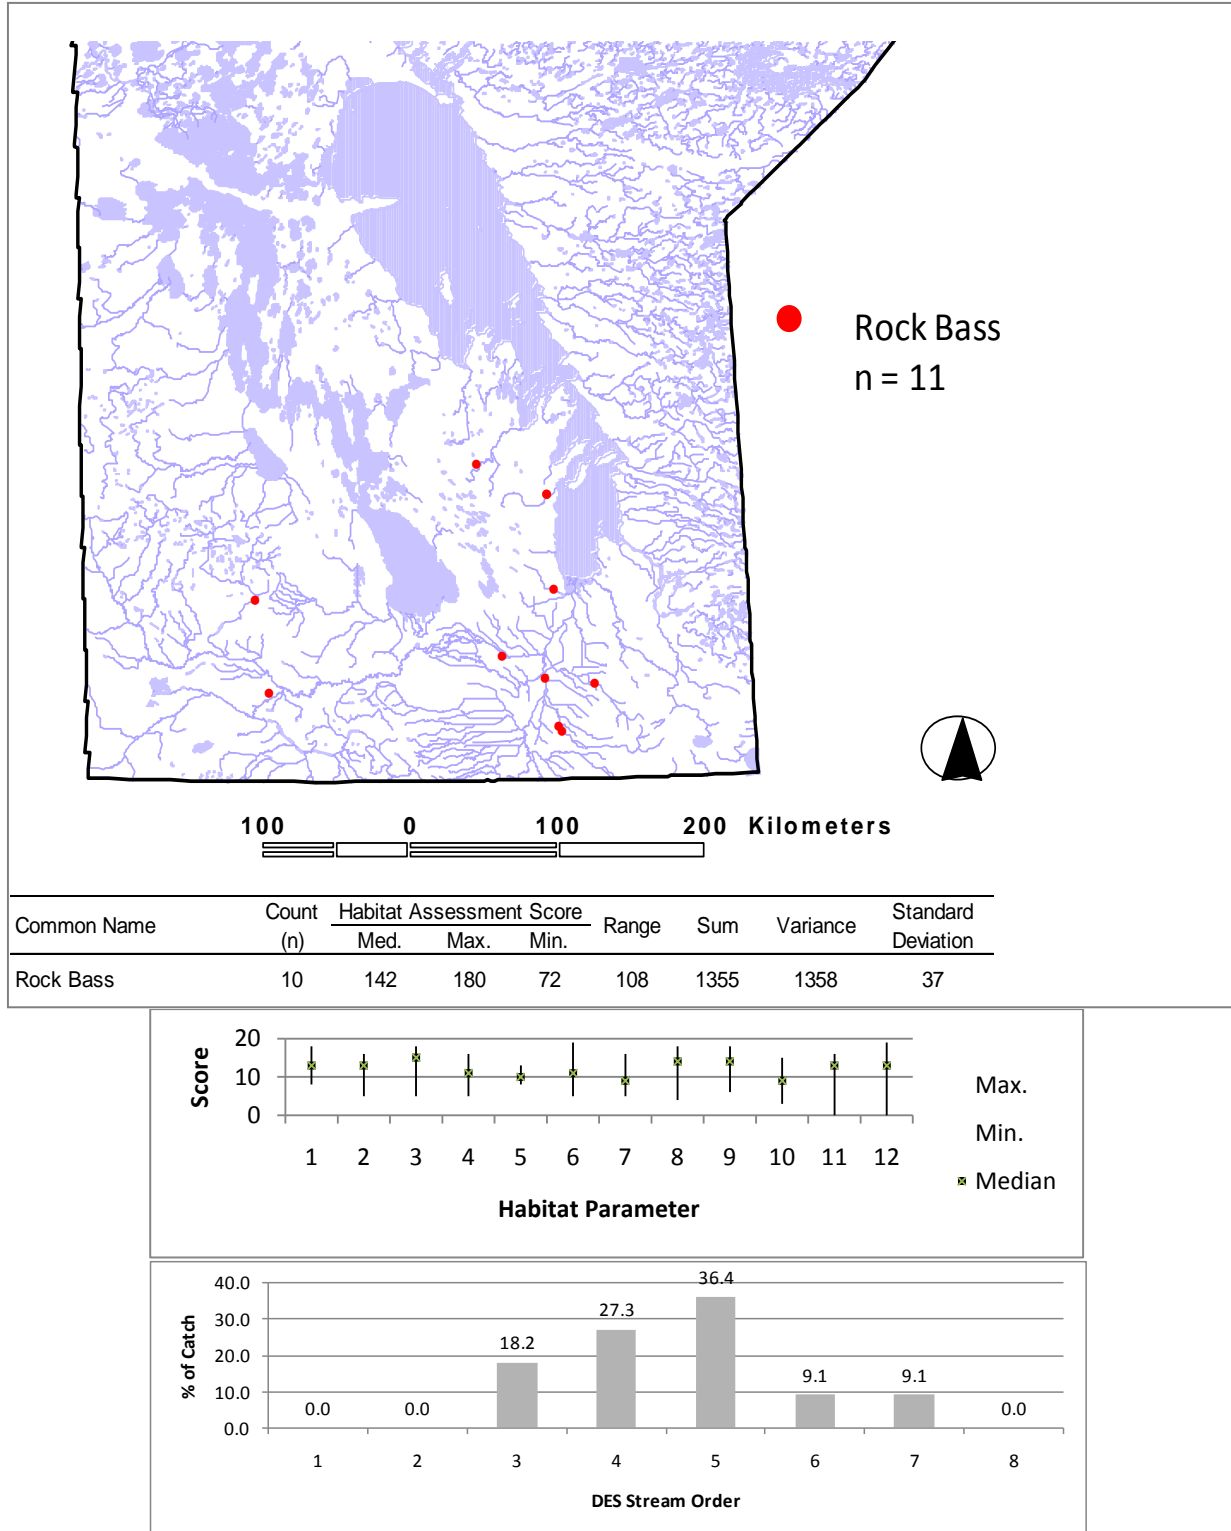 Rock Bass
n = 11
100 0 100 200 Kilometers
Common Name Count (n) Habitat Assessment Score Med. Max. Min. Range Sum Variance Standard Deviation
Rock Bass 10 142 180 72 108 1355 1358 37
Score
20
10
0
1 2 3 4 5 6 7 8 9 10 11 12
Habitat Parameter
Max.
Min.
Median
% of Catch
40.0
30.0
20.0
10.0
0.0
0.0 0.0 18.2 27.3 36.4 9.1 9.1 0.0
1 2 3 4 5 6 7 8
DES Stream Order